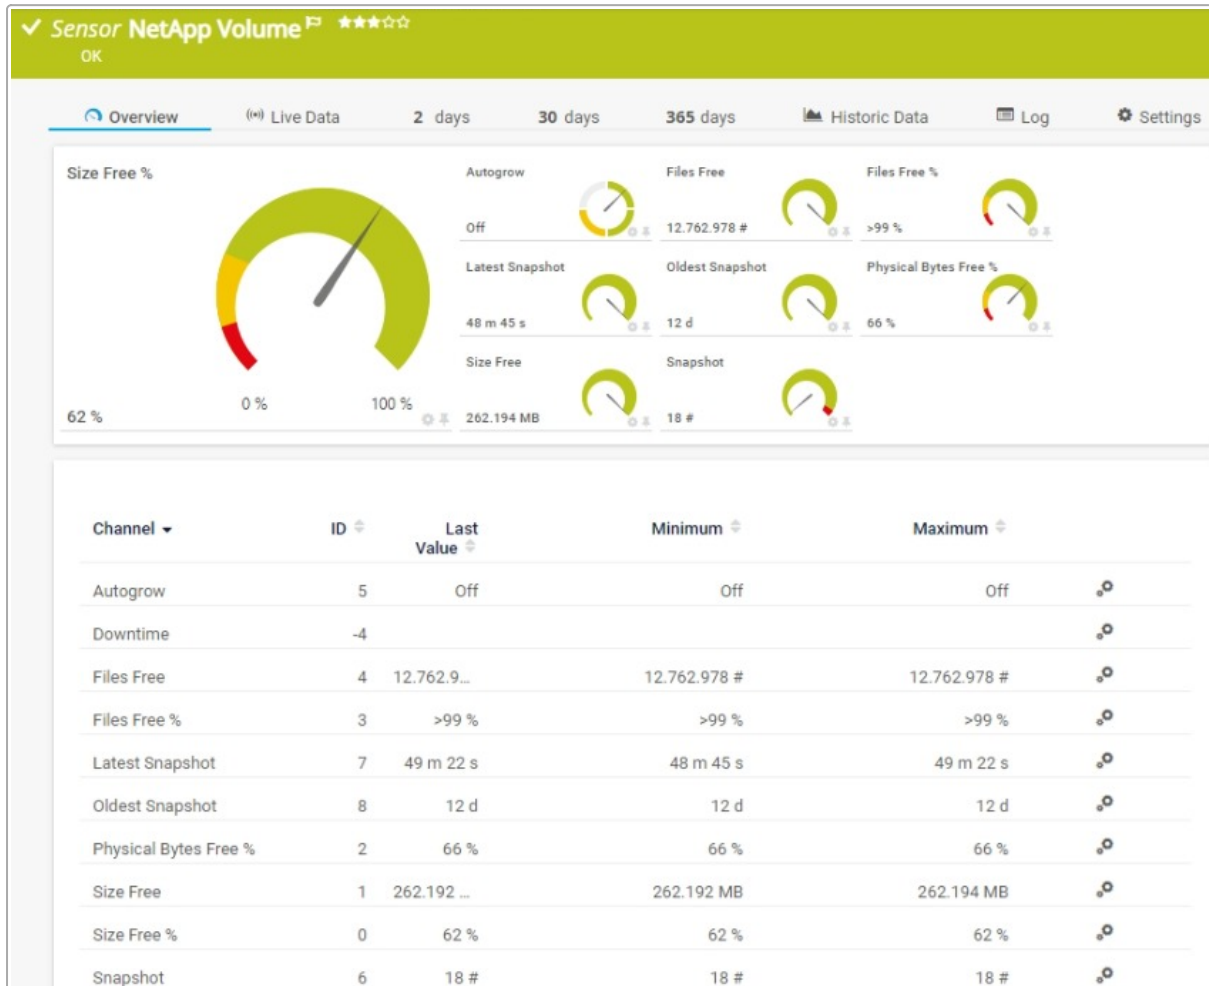 Sensor NetApp Volume
OK
Overview Live Data 2 days 30 days 365 days Historic Data Log Settings
Size Free %
0 % 100 %
62 %
Autogrow
Off
Files Free
12.762.978 #
Files Free %
>99 %
Latest Snapshot
48 m 45 s
Oldest Snapshot
12 d
Physical Bytes Free %
66 %
Size Free
262.194 MB
Snapshot
18 #
Channel ID Last Value Minimum Maximum
Autogrow 5 Off Off Off
Downtime -4
Files Free 4 12.762.9... 12.762.978 # 12.762.978 #
Files Free % 3 >99 % >99 % >99 %
Latest Snapshot 7 49 m 22 s 48 m 45 s 49 m 22 s
Oldest Snapshot 8 12 d 12 d 12 d
Physical Bytes Free % 2 66 % 66 % 66 %
Size Free 1 262.192 ... 262.192 MB 262.194 MB
Size Free % 0 62 % 62 % 62 %
Snapshot 6 18 # 18 # 18 #